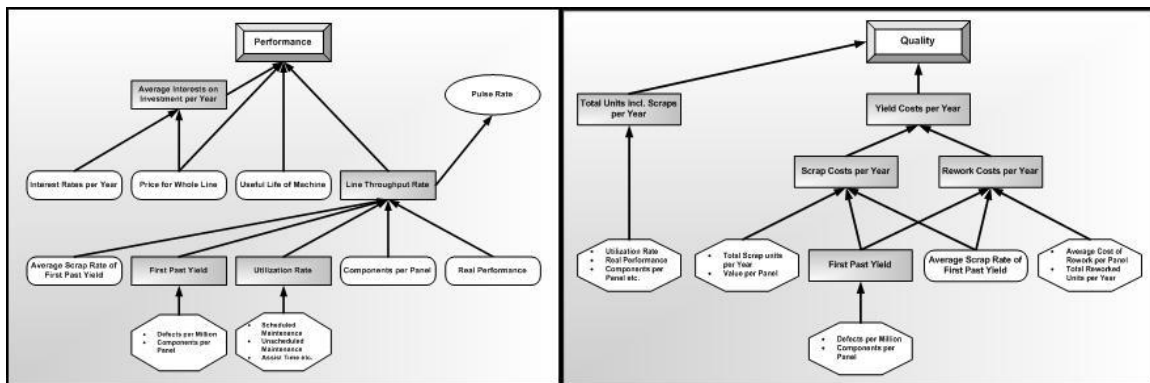 Performance
Average Interests on
Investment per Year
Pulse Rate
Interest Rates per Year
Price for Whole Line
Useful Life of Machine
Line Throughput Rate
Average Scrap Rate of
First Past Yield
First Past Yield
Utilization Rate
Components per Panel
Real Performance
• Defects per Million
• Components per
Panel
• Scheduled
Maintenance
• Unscheduled
Maintenance
• Assist Time etc.
Quality
Total Units incl. Scraps
per Year
Yield Costs per Year
Scrap Costs per Year
Rework Costs per Year
• Utilization Rate
• Real Performance
• Components per
Panel etc.
• Total Scrap units
per Year
• Value per Panel
First Past Yield
Average Scrap Rate of
First Past Yield
• Average Cost of
Rework per Panel
• Total Reworked
Units per Year
• Defects per Million
• Components per
Panel